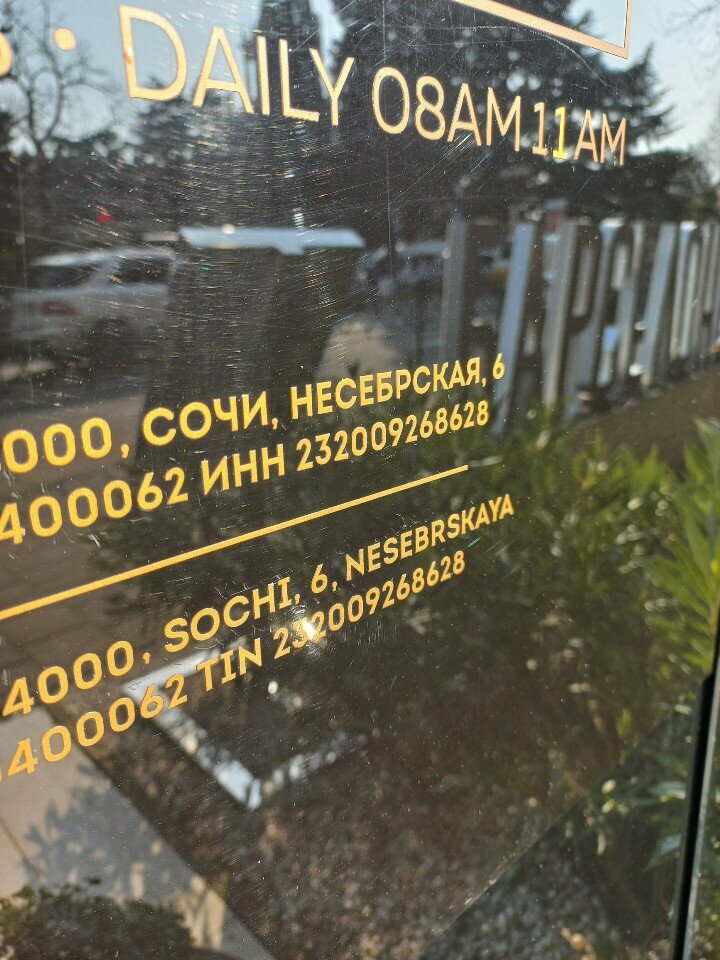 · DAILY 08AM 11AM
000, СОЧИ, НЕСЕБРСКАЯ, 6
400062 ИНН 232009268628
4000, SOCHI, 6, NESEBRSKAYA
400062 TIN 232009268628